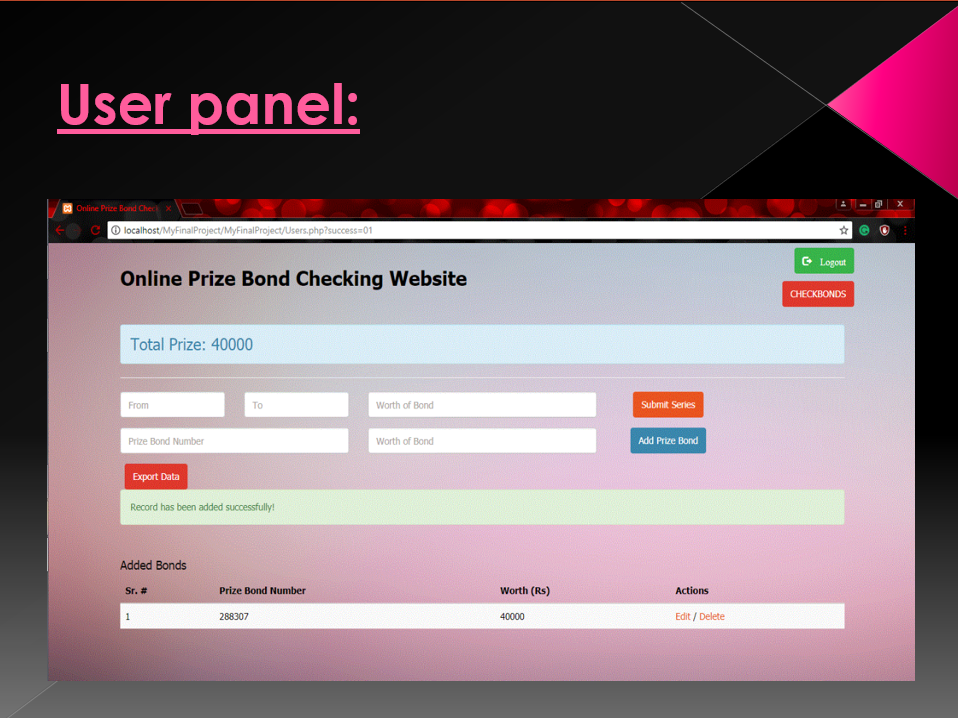 User panel:
Online Prize Bond Chec
localhost/MyFinalProject/MyFinalProject/Users.php?success=01
Logout
Online Prize Bond Checking Website
CHECKBONDS
Total Prize: 40000
From To Worth of Bond Submit Series
Prize Bond Number Worth of Bond Add Prize Bond
Export Data
Record has been added successfully!
Added Bonds
Sr. # Prize Bond Number Worth (Rs) Actions
1 288307 40000 Edit / Delete